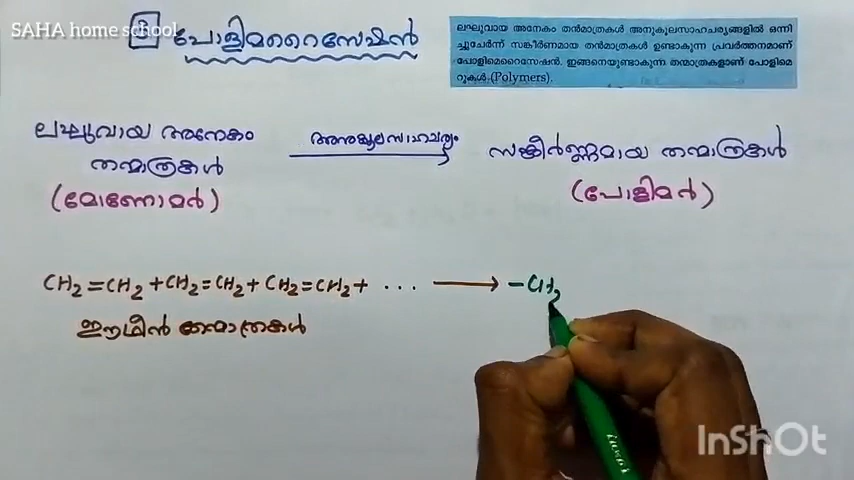 SAHA home school
3 പോളിമറൈസേഷൻ
ലഘുവായ അനേകം തൻമാത്രകൾ അനുകൂലസാഹചര്യങ്ങളിൽ ഒന്നി
ച്ചുചേർന്ന് സങ്കീർണമായ തൻമാത്രകൾ ഉണ്ടാകുന്ന പ്രവർത്തനമാണ്
പോളിമെറൈസേഷൻ. ഇങ്ങനെയുണ്ടാകുന്ന തന്മാത്രകളാണ് പോളിമെ
റുകൾ (Polymers).
ലഘുവായ അനേകം
തന്മാത്രകൾ
(മോണോമർ)
അനുകൂലസാഹചര്യം
സങ്കീർണ്ണമായ തന്മാത്രകൾ
(പോളിമർ)
CH₂=CH₂ +CH₂=CH₂+ CH₂=CH₂+ ... ⟶ -CH₂
ഈഥീൻ തന്മാത്രകൾ
InShOt